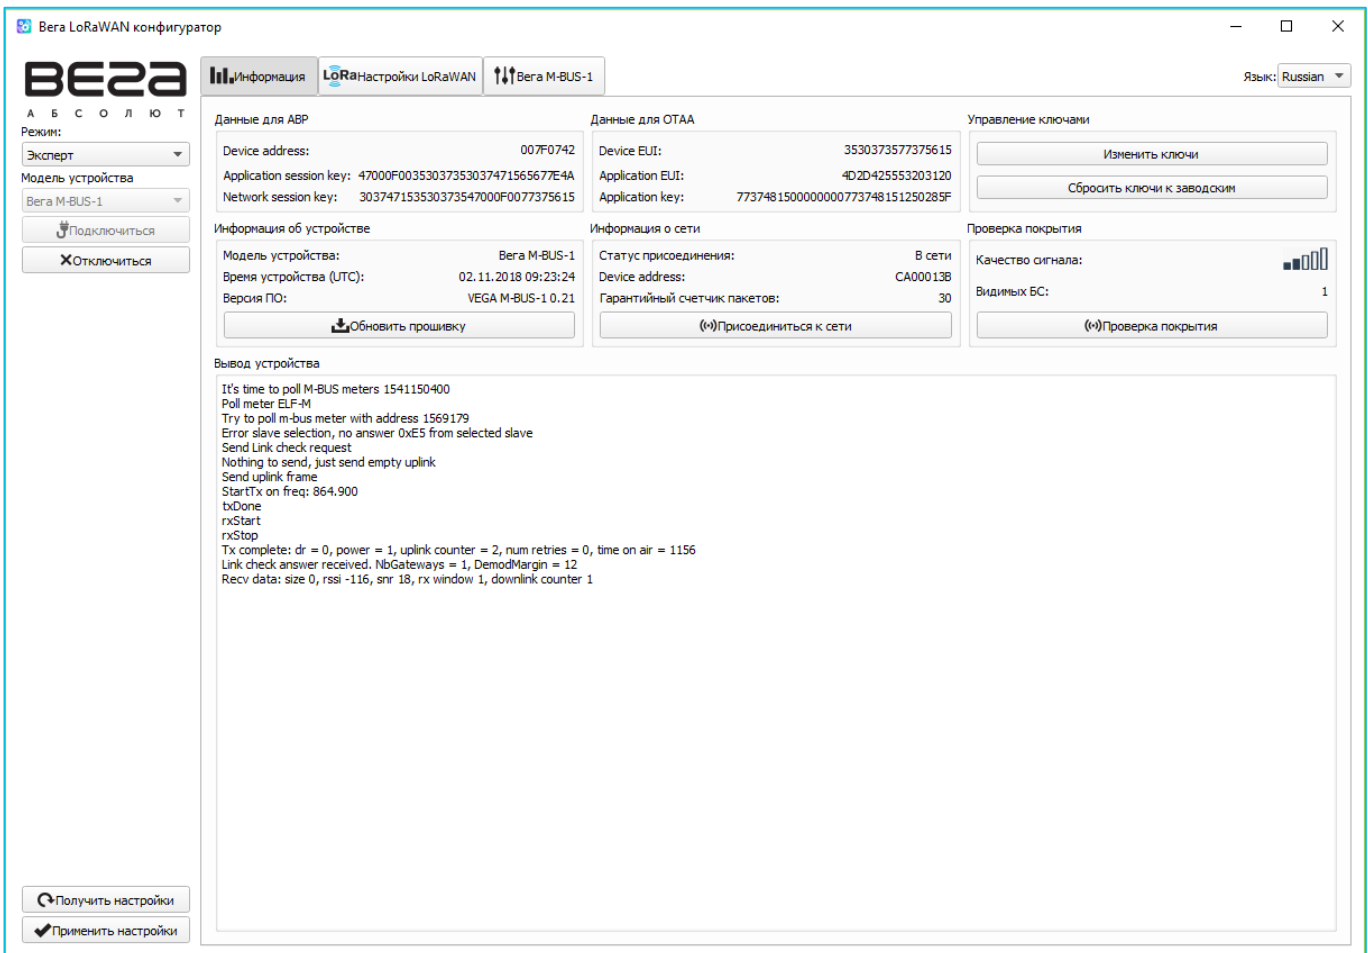 Вега LoRaWAN конфигуратор
ВЕГА
АБСОЛЮТ
Режим:
Эксперт
Модель устройства
Вега M-BUS-1
Подключиться
Отключиться
Информация
LoRa Настройки LoRaWAN
Вега M-BUS-1
Язык: Russian
Данные для ABP
Device address: 007F0742
Application session key: 47000F00353037353037471565677E4A
Network session key: 3037471535303735470​00F0077375615
Данные для OTAA
Device EUI: 3530373577375615
Application EUI: 4D2D425553203120
Application key: 77374815000000007737481512502​85F
Управление ключами
Изменить ключи
Сбросить ключи к заводским
Информация об устройстве
Модель устройства: Вега M-BUS-1
Время устройства (UTC): 02.11.2018 09:23:24
Версия ПО: VEGA M-BUS-1 0.21
Обновить прошивку
Информация о сети
Статус присоединения: В сети
Device address: CA00013B
Гарантийный счетчик пакетов: 30
Присоединиться к сети
Проверка покрытия
Качество сигнала:
Видимых БС: 1
Проверка покрытия
Вывод устройства
It's time to poll M-BUS meters 1541150400
Poll meter ELF-M
Try to poll m-bus meter with address 1569179
Error slave selection, no answer 0xE5 from selected slave
Send Link check request
Nothing to send, just send empty uplink
Send uplink frame
StartTx on freq: 864.900
txDone
rxStart
rxStop
Tx complete: dr = 0, power = 1, uplink counter = 2, num retries = 0, time on air = 1156
Link check answer received. NbGateways = 1, DemodMargin = 12
Recv data: size 0, rssi -116, snr 18, rx window 1, downlink counter 1
Получить настройки
Применить настройки